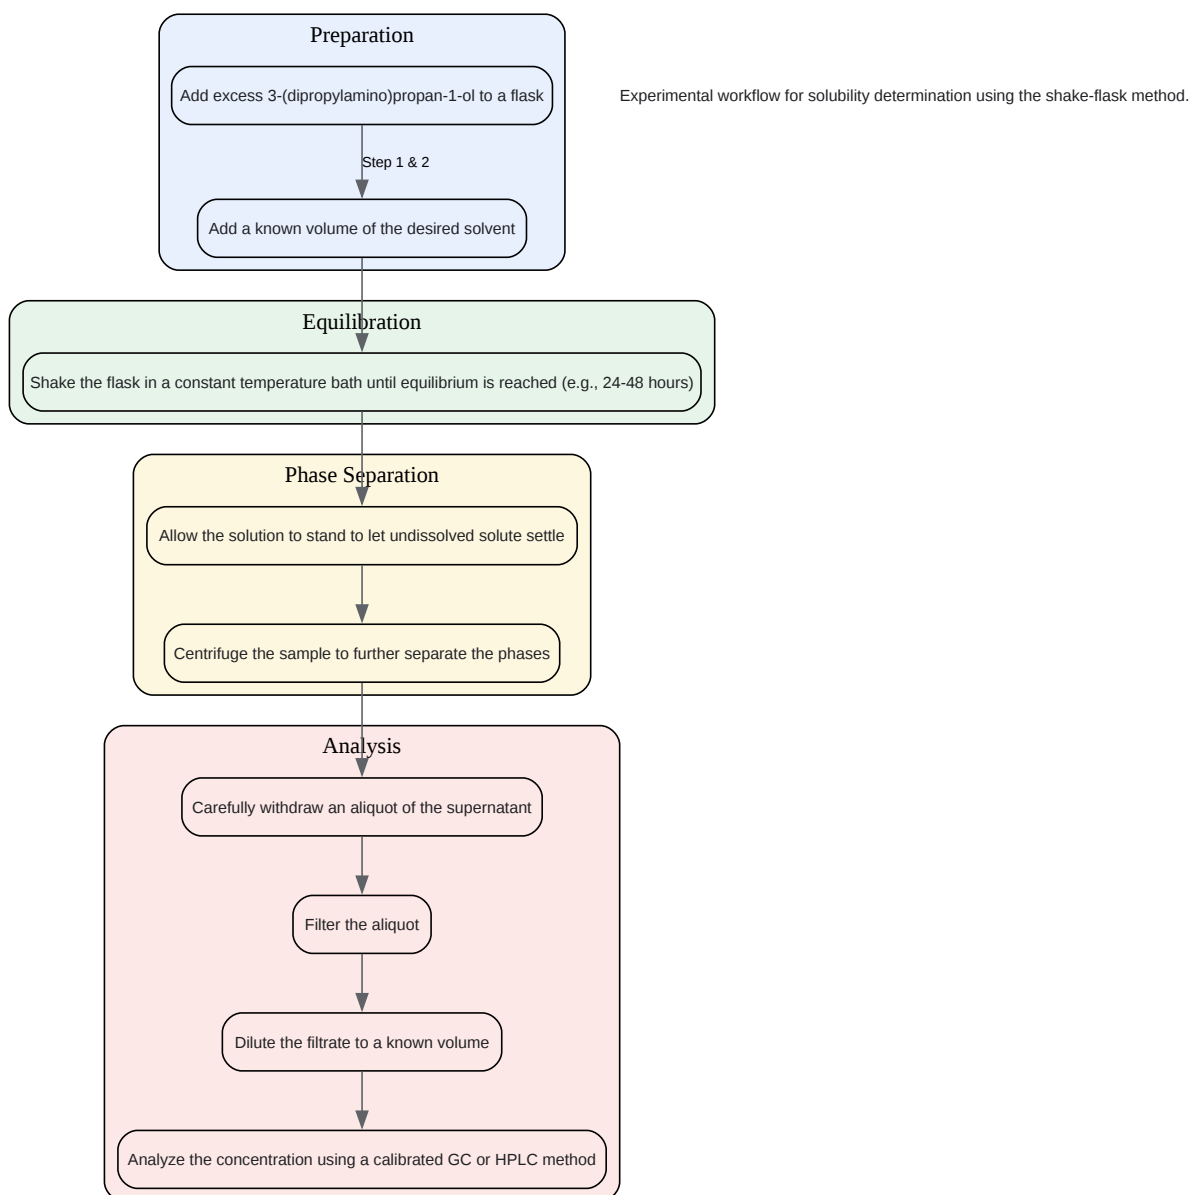 Preparation
Add excess 3-(dipropylamino)propan-1-ol to a flask
Experimental workflow for solubility determination using the shake-flask method.
Step 1 & 2
Add a known volume of the desired solvent
Equilibration
Shake the flask in a constant temperature bath until equilibrium is reached (e.g., 24-48 hours)
Phase Separation
Allow the solution to stand to let undissolved solute settle
Centrifuge the sample to further separate the phases
Analysis
Carefully withdraw an aliquot of the supernatant
Filter the aliquot
Dilute the filtrate to a known volume
Analyze the concentration using a calibrated GC or HPLC method